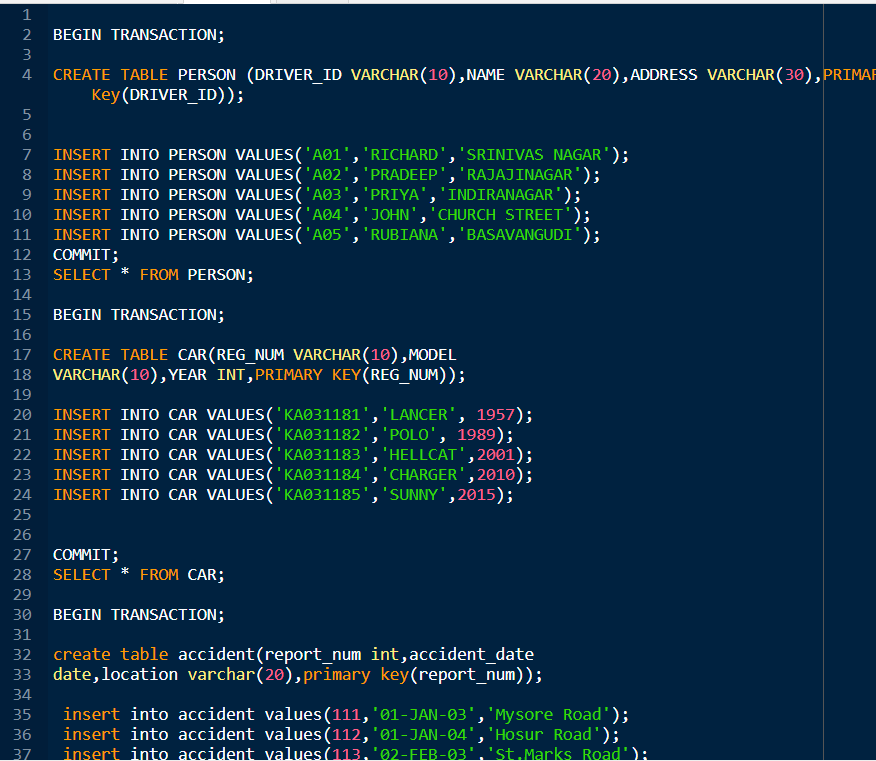 1
2 BEGIN TRANSACTION;
3
4 CREATE TABLE PERSON (DRIVER_ID VARCHAR(10),NAME VARCHAR(20),ADDRESS VARCHAR(30),PRIMAR
Key(DRIVER_ID));
5
6
7 INSERT INTO PERSON VALUES('A01','RICHARD','SRINIVAS NAGAR');
8 INSERT INTO PERSON VALUES('A02','PRADEEP','RAJAJINAGAR');
9 INSERT INTO PERSON VALUES('A03','PRIYA','INDIRANAGAR');
10 INSERT INTO PERSON VALUES('A04','JOHN','CHURCH STREET');
11 INSERT INTO PERSON VALUES('A05','RUBIANA','BASAVANGUDI');
12 COMMIT;
13 SELECT * FROM PERSON;
14
15 BEGIN TRANSACTION;
16
17 CREATE TABLE CAR(REG_NUM VARCHAR(10),MODEL
18 VARCHAR(10),YEAR INT,PRIMARY KEY(REG_NUM));
19
20 INSERT INTO CAR VALUES('KA031181','LANCER', 1957);
21 INSERT INTO CAR VALUES('KA031182','POLO', 1989);
22 INSERT INTO CAR VALUES('KA031183','HELLCAT',2001);
23 INSERT INTO CAR VALUES('KA031184','CHARGER',2010);
24 INSERT INTO CAR VALUES('KA031185','SUNNY',2015);
25
26
27 COMMIT;
28 SELECT * FROM CAR;
29
30 BEGIN TRANSACTION;
31
32 create table accident(report_num int,accident_date
33 date,location varchar(20),primary key(report_num));
34
35 insert into accident values(111,'01-JAN-03','Mysore Road');
36 insert into accident values(112,'01-JAN-04','Hosur Road');
37 insert into accident values(113,'02-FEB-03','St.Marks Road');